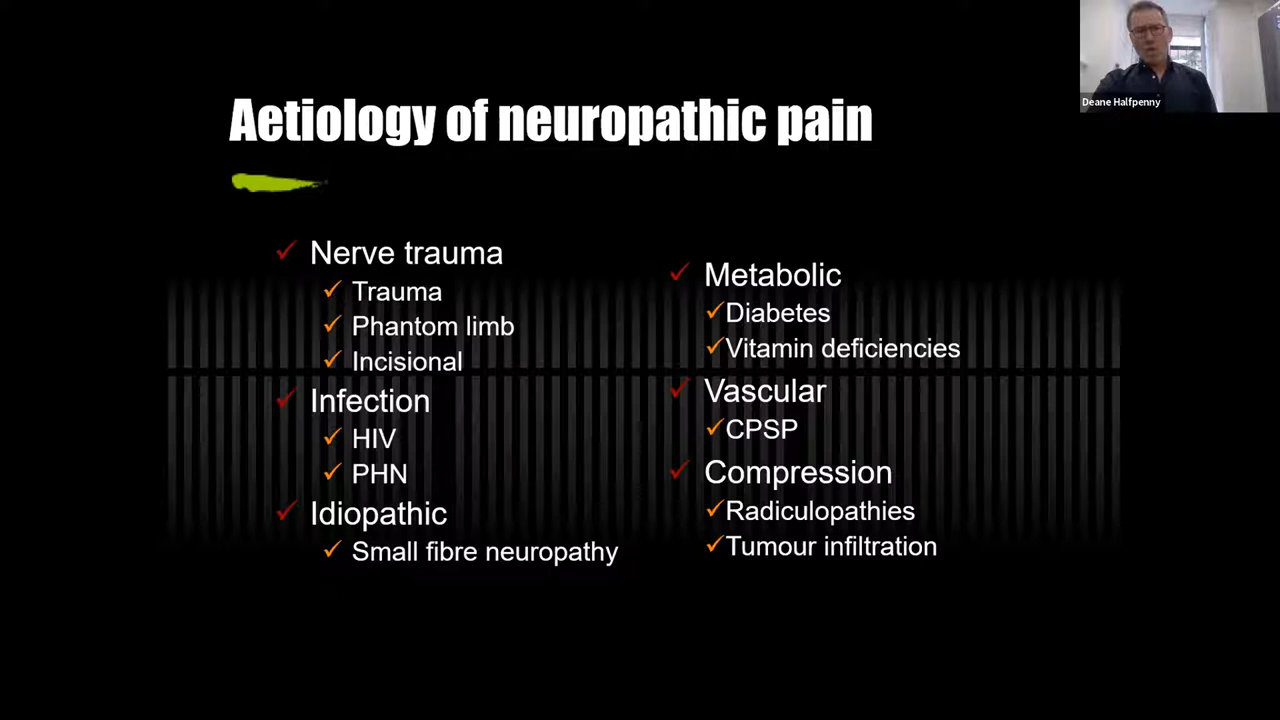 Deane Halfpenny
Aetiology of neuropathic pain
Nerve trauma
Trauma
Phantom limb
Incisional
Infection
HIV
PHN
Idiopathic
Small fibre neuropathy
Metabolic
Diabetes
Vitamin deficiencies
Vascular
CPSP
Compression
Radiculopathies
Tumour infiltration